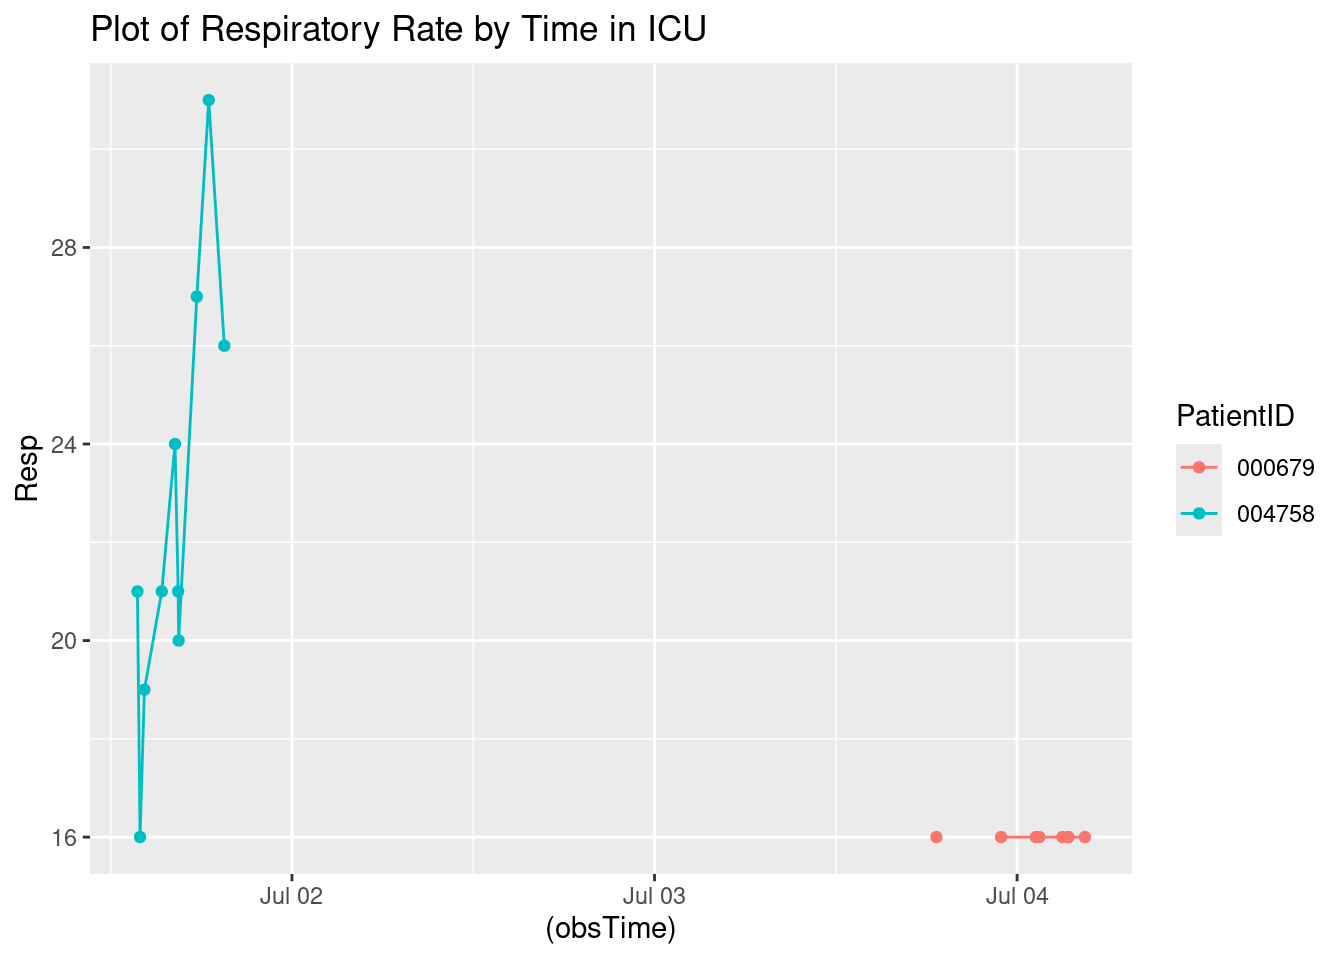 Plot of Respiratory Rate by Time in ICU
28
24
20
16
Resp
Jul 02
Jul 03
Jul 04
(obsTime)
PatientID
000679
004758